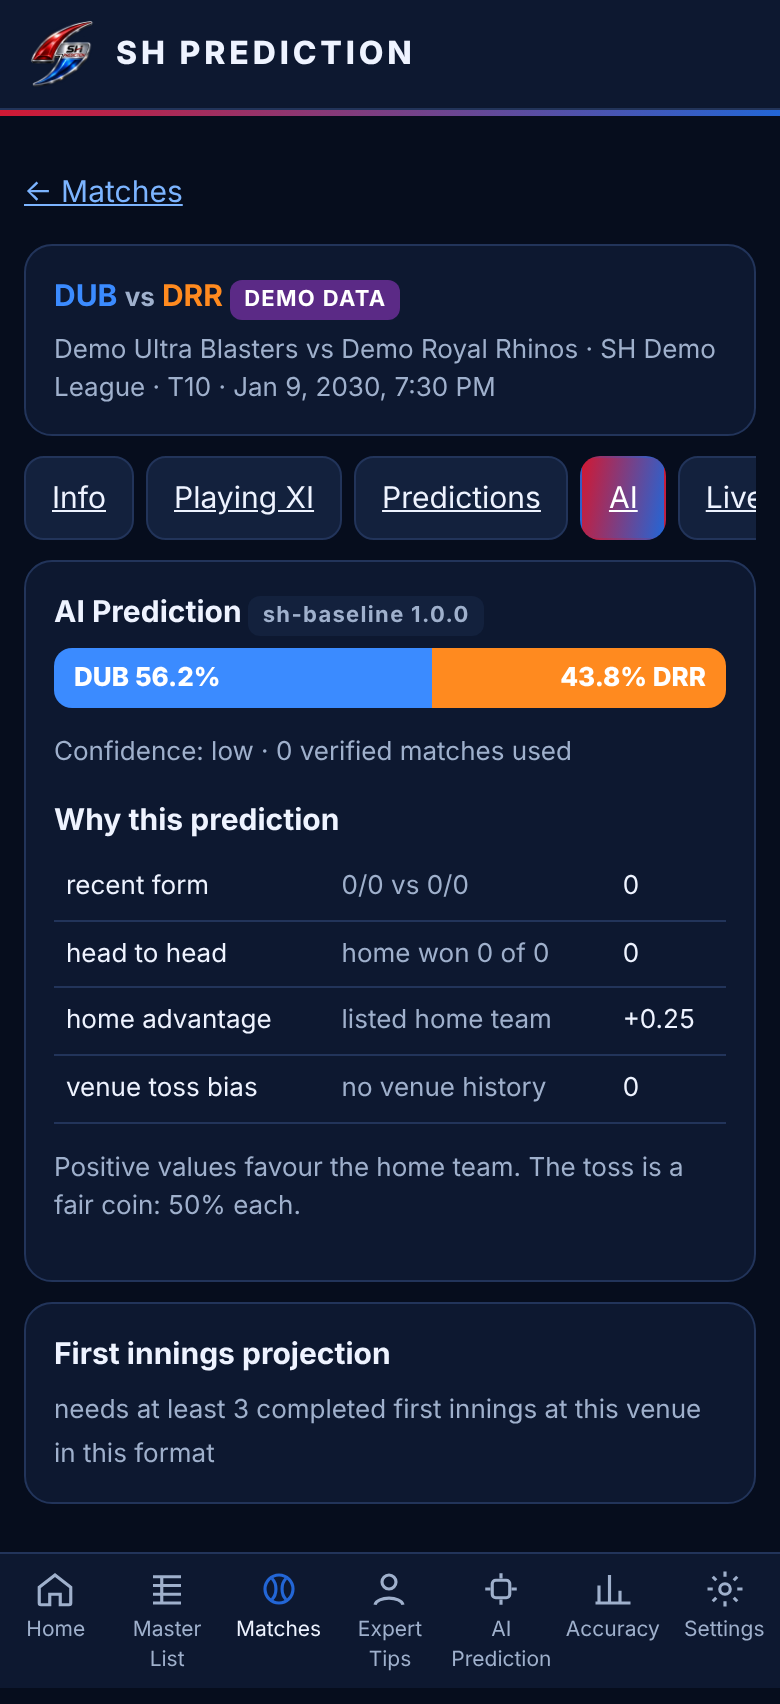 SH
SH PREDICTION
← Matches
DUB vs DRR DEMO DATA
Demo Ultra Blasters vs Demo Royal Rhinos · SH Demo
League · T10 · Jan 9, 2030, 7:30 PM
Info Playing XI Predictions AI Live
AI Prediction sh-baseline 1.0.0
DUB 56.2% 43.8% DRR
Confidence: low · 0 verified matches used
Why this prediction
recent form 0/0 vs 0/0 0
head to head home won 0 of 0 0
home advantage listed home team +0.25
venue toss bias no venue history 0
Positive values favour the home team. The toss is a
fair coin: 50% each.
First innings projection
needs at least 3 completed first innings at this venue
in this format
Home Master List Matches Expert Tips AI Prediction Accuracy Settings